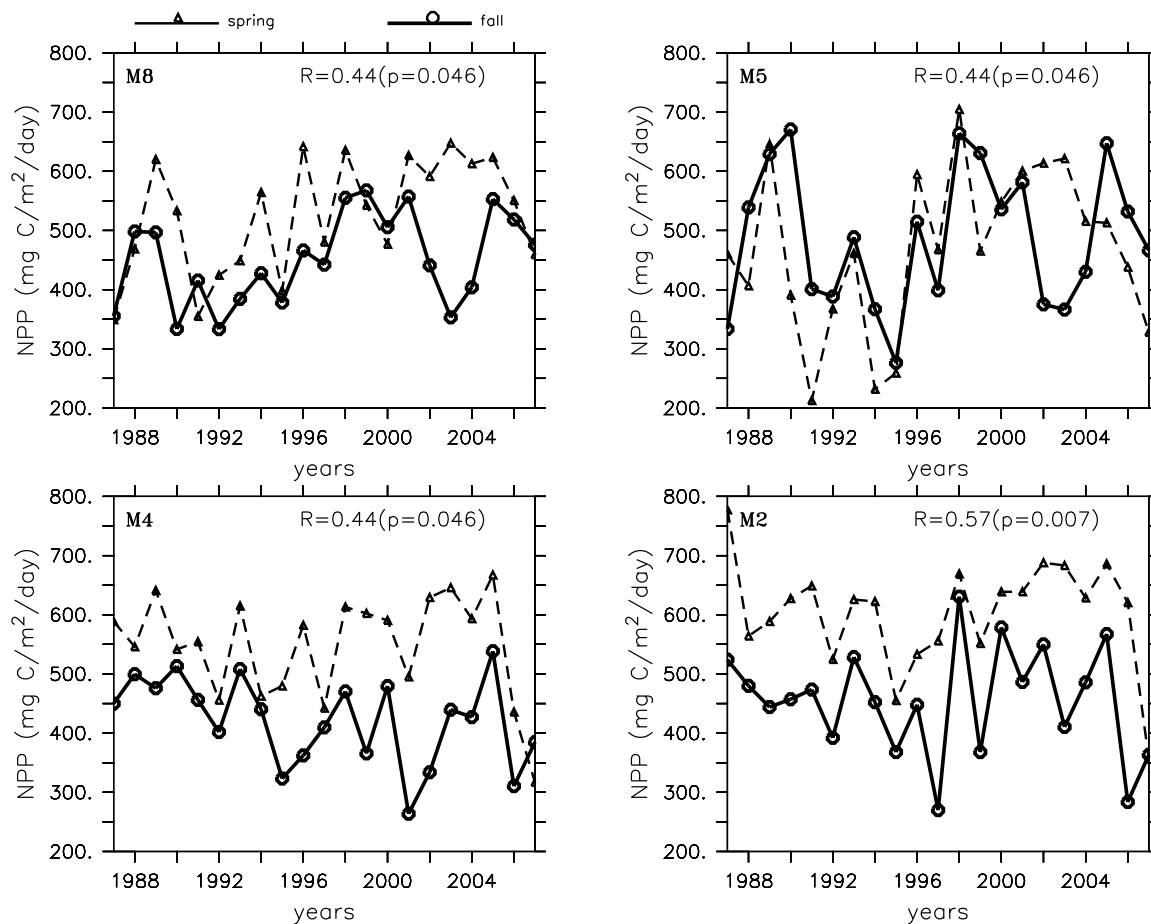 spring fall
M8 R=0.44(p=0.046)
800.
700.
600.
500.
400.
300.
200.
NPP (mg C/m²/day)
1988 1992 1996 2000 2004
years
M5 R=0.44(p=0.046)
800.
700.
600.
500.
400.
300.
200.
NPP (mg C/m²/day)
1988 1992 1996 2000 2004
years
M4 R=0.44(p=0.046)
800.
700.
600.
500.
400.
300.
200.
NPP (mg C/m²/day)
1988 1992 1996 2000 2004
years
M2 R=0.57(p=0.007)
800.
700.
600.
500.
400.
300.
200.
NPP (mg C/m²/day)
1988 1992 1996 2000 2004
years